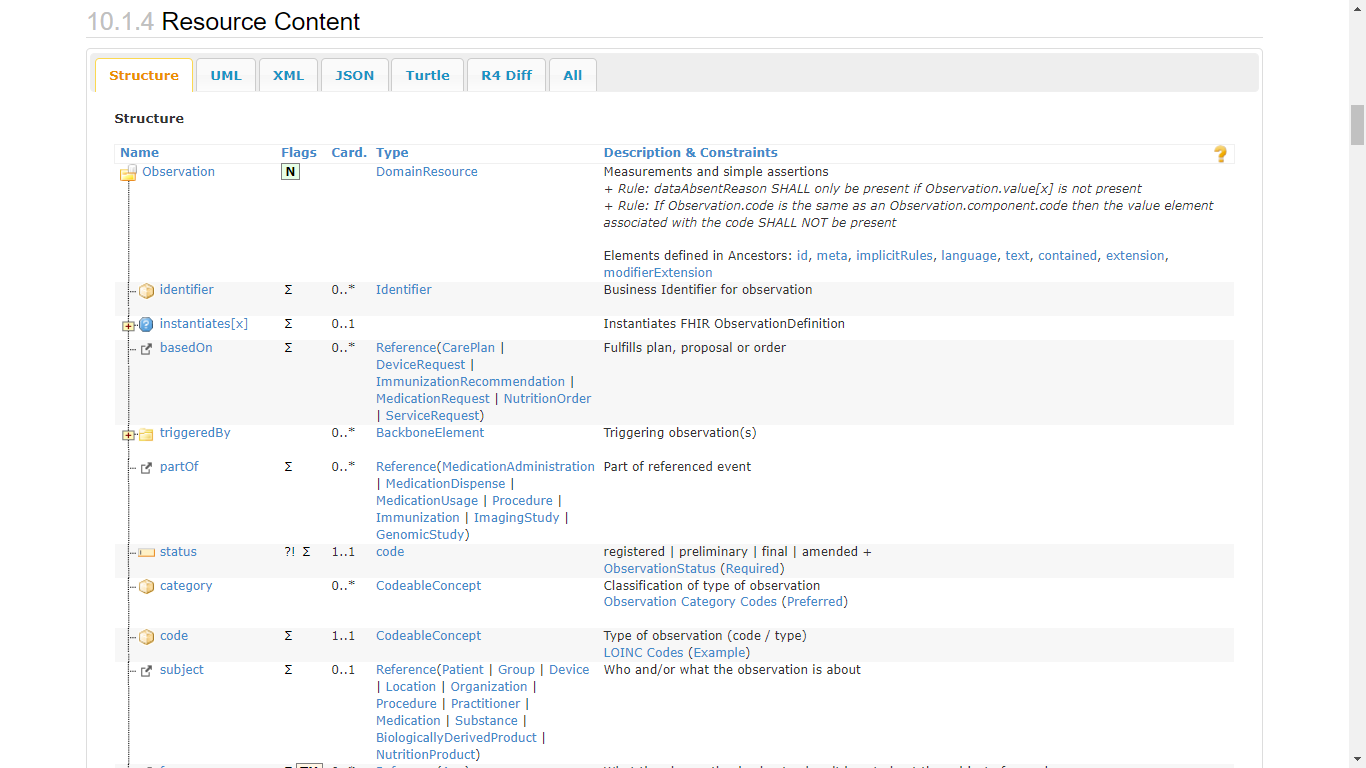 10.1.4 Resource Content
Structure UML XML JSON Turtle R4 Diff All
Structure
Name Flags Card. Type Description & Constraints
Observation N DomainResource Measurements and simple assertions
+ Rule: dataAbsentReason SHALL only be present if Observation.value[x] is not present
+ Rule: If Observation.code is the same as an Observation.component.code then the value element
associated with the code SHALL NOT be present
Elements defined in Ancestors: id, meta, implicitRules, language, text, contained, extension,
modifierExtension
identifier Σ 0..* Identifier Business Identifier for observation
instantiates[x] Σ 0..1 Instantiates FHIR ObservationDefinition
basedOn Σ 0..* Reference(CarePlan | Fulfills plan, proposal or order
DeviceRequest |
ImmunizationRecommendation |
MedicationRequest | NutritionOrder
| ServiceRequest)
triggeredBy 0..* BackboneElement Triggering observation(s)
partOf Σ 0..* Reference(MedicationAdministration Part of referenced event
| MedicationDispense |
MedicationUsage | Procedure |
Immunization | ImagingStudy |
GenomicStudy)
status ?! Σ 1..1 code registered | preliminary | final | amended +
ObservationStatus (Required)
category 0..* CodeableConcept Classification of type of observation
Observation Category Codes (Preferred)
code Σ 1..1 CodeableConcept Type of observation (code / type)
LOINC Codes (Example)
subject Σ 0..1 Reference(Patient | Group | Device Who and/or what the observation is about
| Location | Organization |
Procedure | Practitioner |
Medication | Substance |
BiologicallyDerivedProduct |
NutritionProduct)